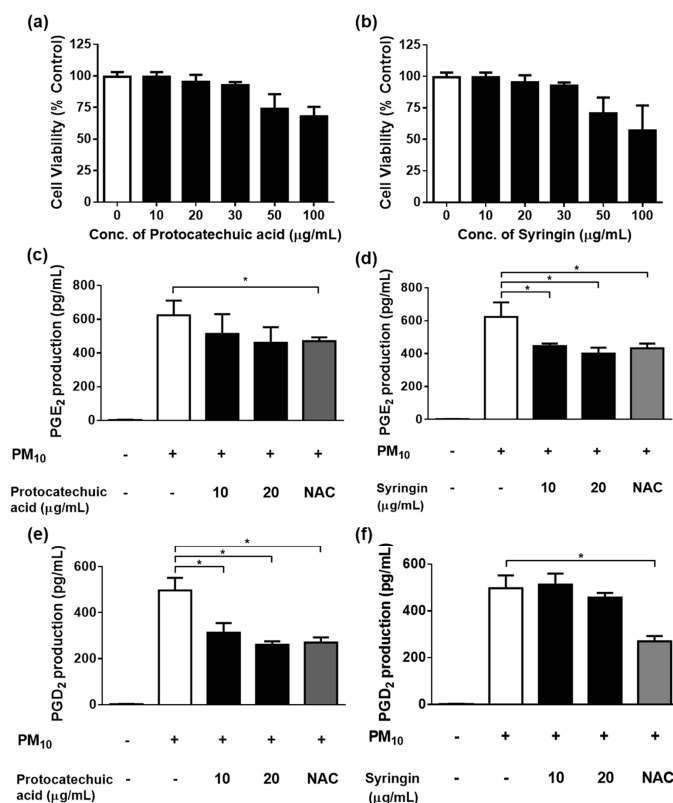 (a)
Cell Viability (% Control)
125
100
75
50
25
0
0 10 20 30 50 100
Conc. of Protocatechuic acid (µg/mL)
(b)
Cell Viability (% Control)
125
100
75
50
25
0
0 10 20 30 50 100
Conc. of Syringin (µg/mL)
(c)
PGE₂ production (pg/mL)
800
600
400
200
0
*
PM₁₀ - + + + +
Protocatechuic acid (µg/mL) - - 10 20 NAC
(d)
PGE₂ production (pg/mL)
800
600
400
200
0
*
*
*
PM₁₀ - + + + +
Syringin (µg/mL) - - 10 20 NAC
(e)
PGD₂ production (pg/mL)
600
400
200
0
*
*
*
PM₁₀ - + + + +
Protocatechuic acid (µg/mL) - - 10 20 NAC
(f)
PGD₂ production (pg/mL)
600
400
200
0
*
PM₁₀ - + + + +
Syringin (µg/mL) - - 10 20 NAC